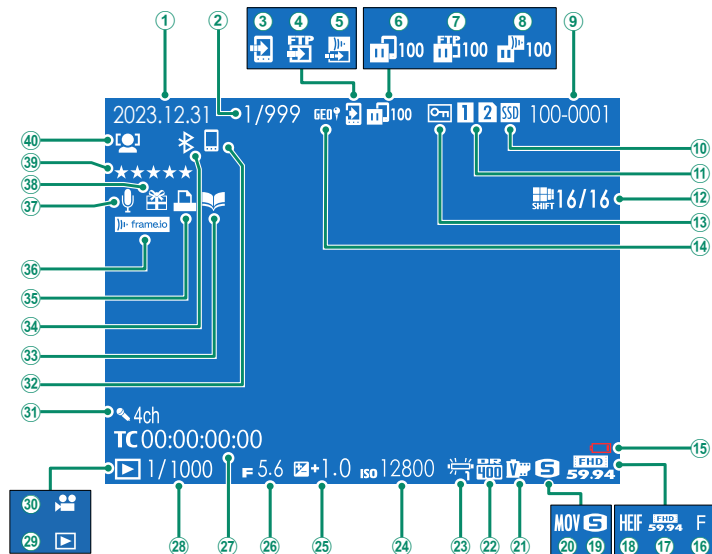 3 4 5 6 7 8
1 2 9
FTP 100 FTP 100 100
2023.12.31 1/999 GEO 100 1 2 SSD 100-0001
40 10
39 11
38 SHIFT 16/16 12
37 13
frame.io 14
36
35
34
33
32
31 4ch
TC 00:00:00:00 15
1/1000 F 5.6 +1.0 ISO 12800 DR 400 V S FHD 59.94
30 MOV S HEIF FHD 59.94 F
29 28 27 26 25 24 23 22 21 20 19 18 17 16